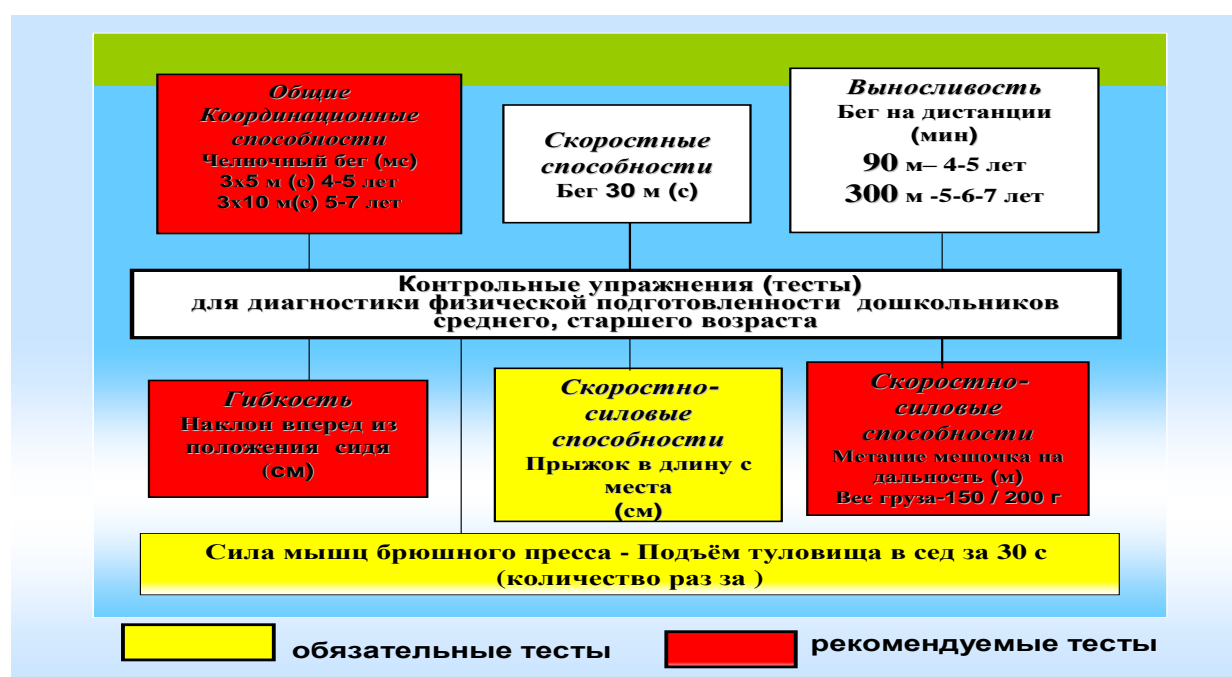 Общие
Координационные
способности
Челночный бег (мс)
3х5 м (с) 4-5 лет
3х10 м(с) 5-7 лет
Скоростные
способности
Бег 30 м (с)
Выносливость
Бег на дистанции
(мин)
90 м– 4-5 лет
300 м -5-6-7 лет
Контрольные упражнения (тесты)
для диагностики физической подготовленности дошкольников
среднего, старшего возраста
Гибкость
Наклон вперед из
положения сидя
(см)
Скоростно-
силовые
способности
Прыжок в длину с
места
(см)
Скоростно-
силовые
способности
Метание мешочка на
дальность (м)
Вес груза-150 / 200 г
Сила мышц брюшного пресса - Подъём туловища в сед за 30 с
(количество раз за )
обязательные тесты
рекомендуемые тесты